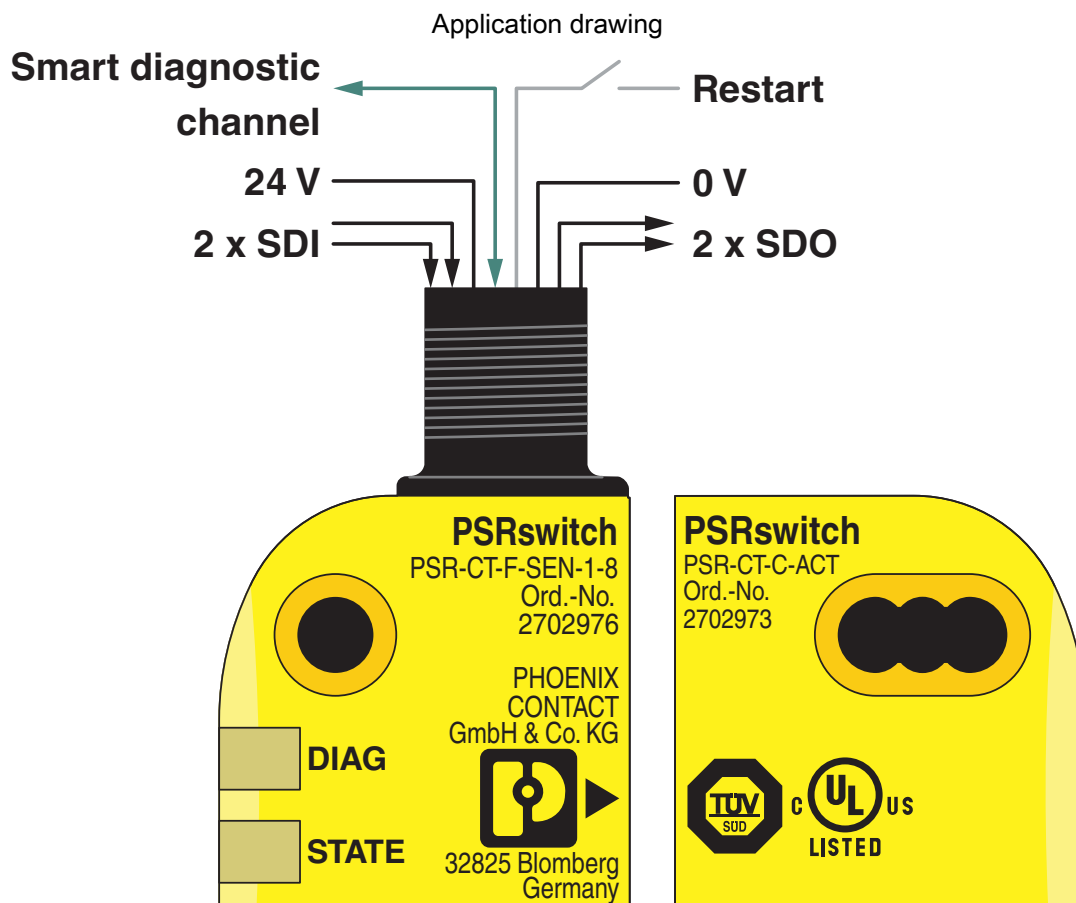 Application drawing
Smart diagnostic
channel
Restart
24 V
0 V
2 x SDI
2 x SDO
PSRswitch
PSR-CT-F-SEN-1-8
Ord.-No.
2702976
PHOENIX
CONTACT
GmbH & Co. KG
DIAG
STATE
32825 Blomberg
Germany
PSRswitch
PSR-CT-C-ACT
Ord.-No.
2702973
TÜV
SÜD
C UL US
LISTED